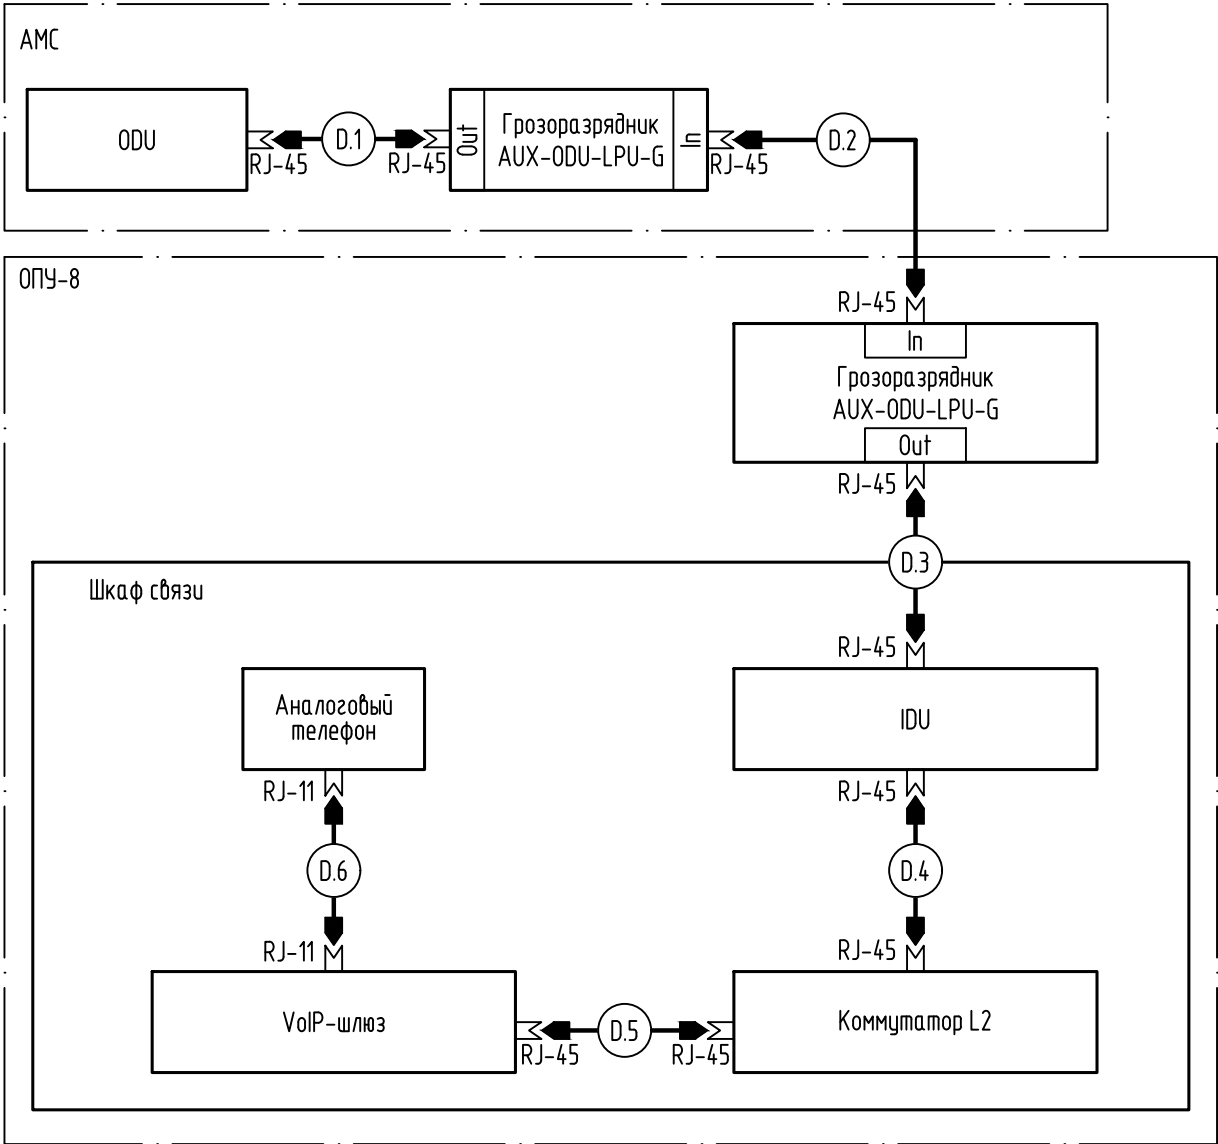 АМС
ODU
RJ-45
D.1
RJ-45
Out
Грозоразрядник
AUX-ODU-LPU-G
In
RJ-45
D.2
ОПУ-8
RJ-45
In
Грозоразрядник
AUX-ODU-LPU-G
Out
RJ-45
D.3
Шкаф связи
RJ-45
Аналоговый
телефон
IDU
RJ-11
RJ-45
D.6
D.4
RJ-11
RJ-45
VoIP-шлюз
RJ-45
D.5
RJ-45
Коммутатор L2